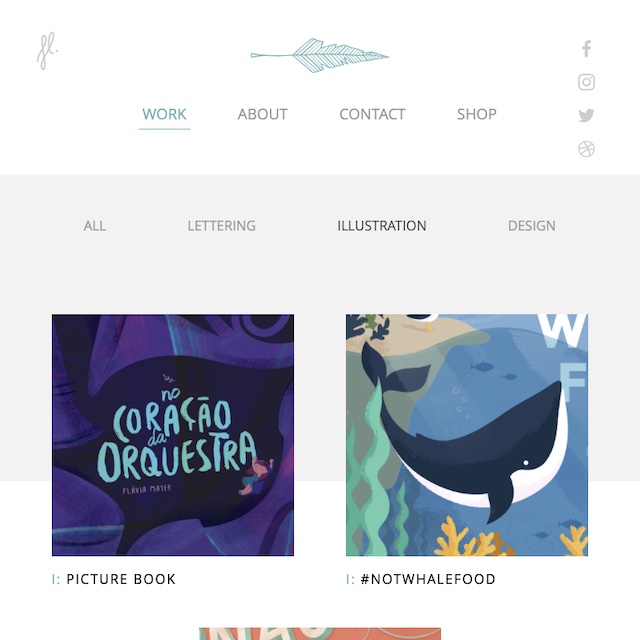 fl.
WORK ABOUT CONTACT SHOP
ALL LETTERING ILLUSTRATION DESIGN
no
CORAÇÃO
da
ORQUESTRA
FLÁVIA MAYER
W
F
I: PICTURE BOOK
I: #NOTWHALEFOOD